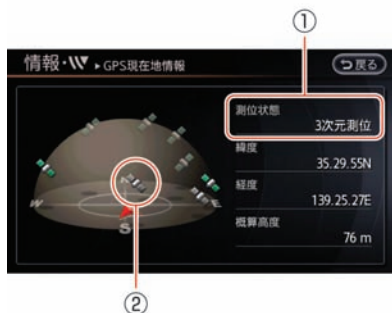 ①
情報・W ▸GPS現在地情報
戻る
測位状態
3次元測位
緯度
35.29.55N
経度
139.25.27E
概算高度
76 m
W
S
E
②